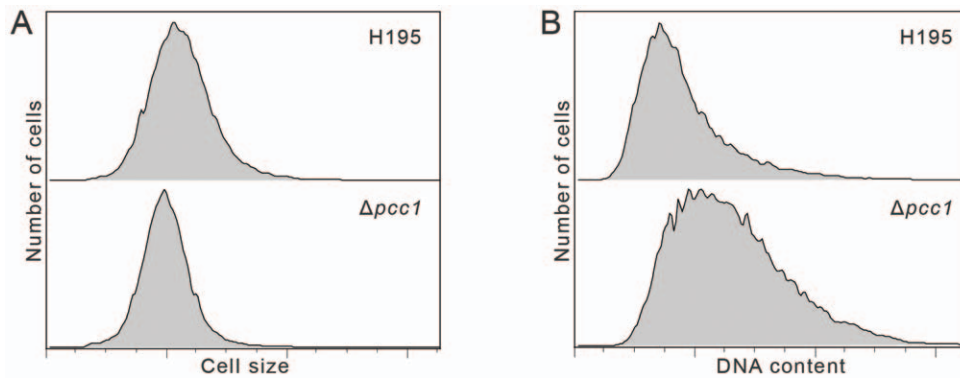 A
H195
Number of cells
Δpcc1
Cell size
B
H195
Number of cells
Δpcc1
DNA content